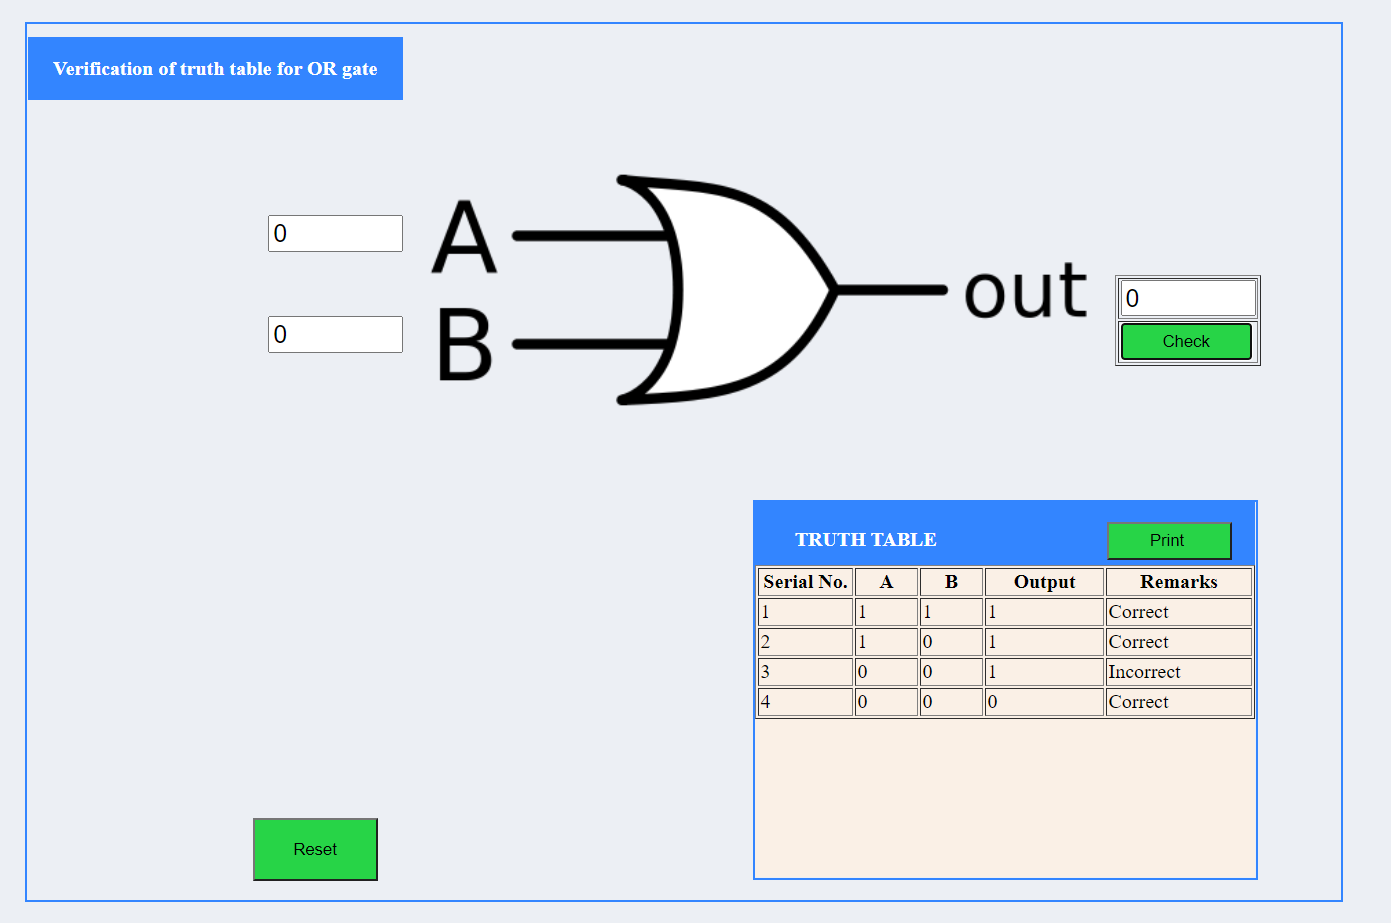 Verification of truth table for OR gate
0
A
0
B
out
0
Check
TRUTH TABLE
Print
Serial No. A B Output Remarks
1 1 1 1 Correct
2 1 0 1 Correct
3 0 0 1 Incorrect
4 0 0 0 Correct
Reset